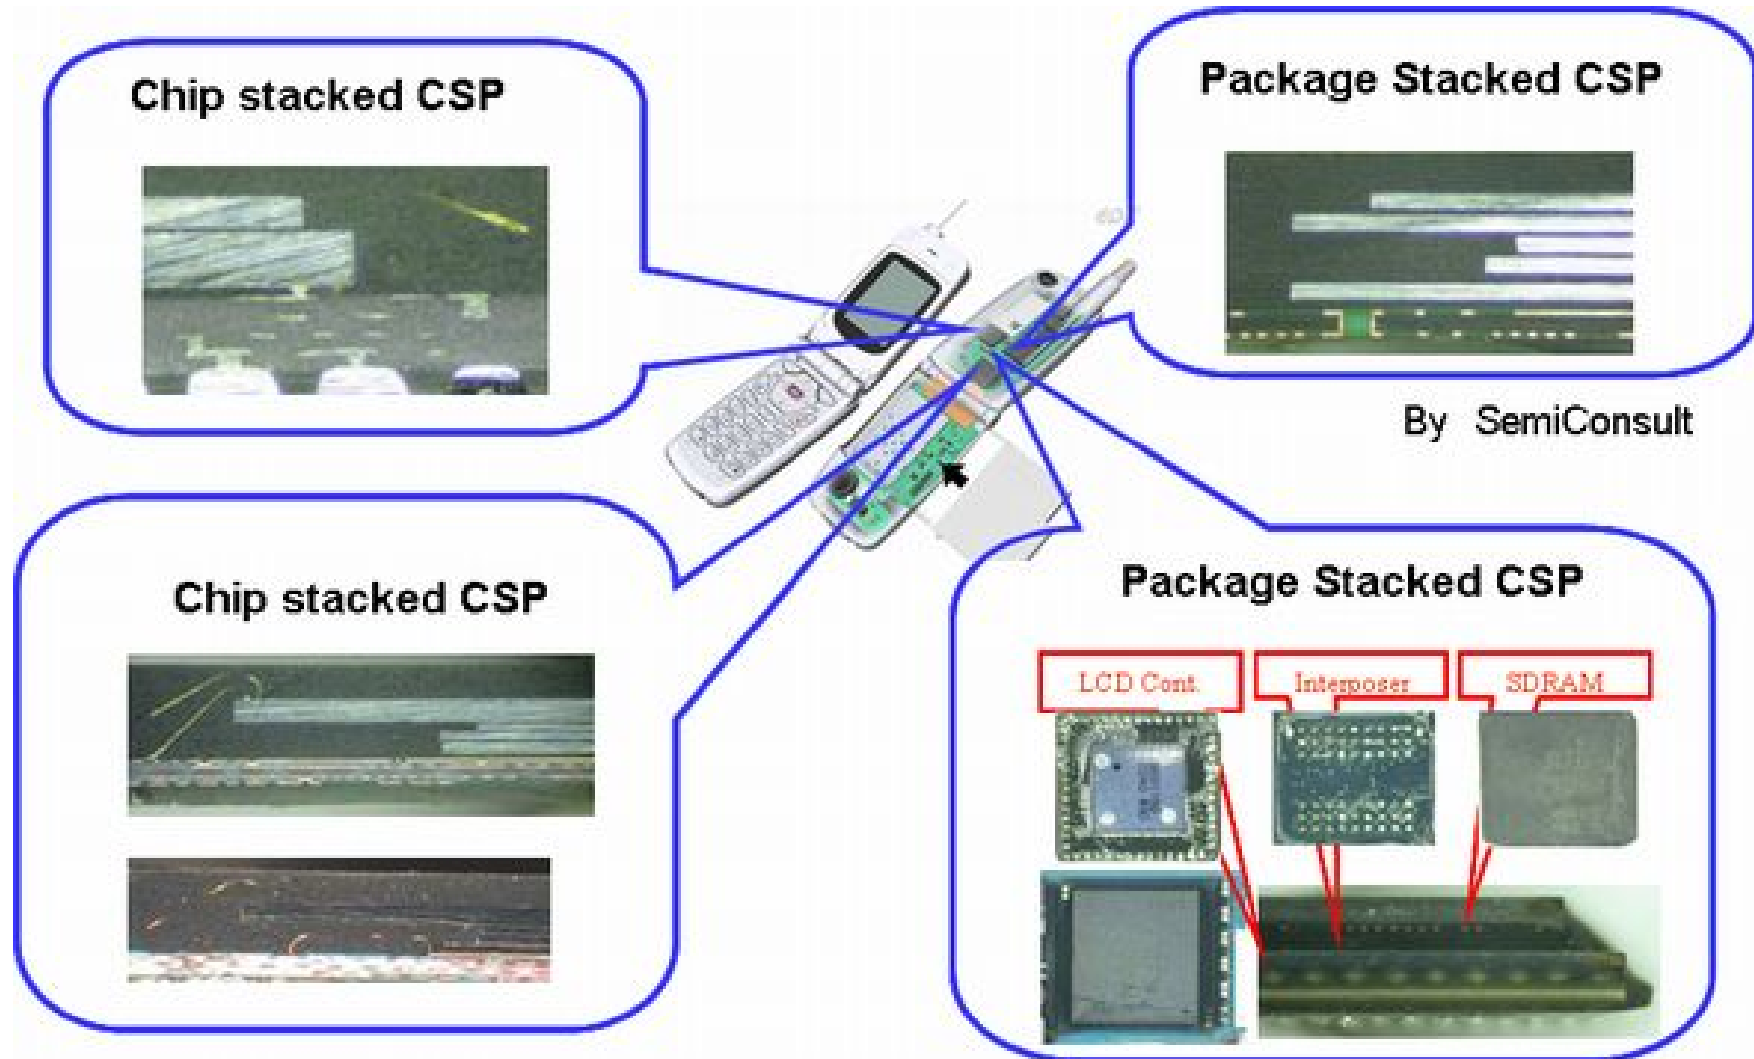 Chip stacked CSP
Package Stacked CSP
By SemiConsult
Chip stacked CSP
Package Stacked CSP
LCD Cont.
Interposer
SDRAM